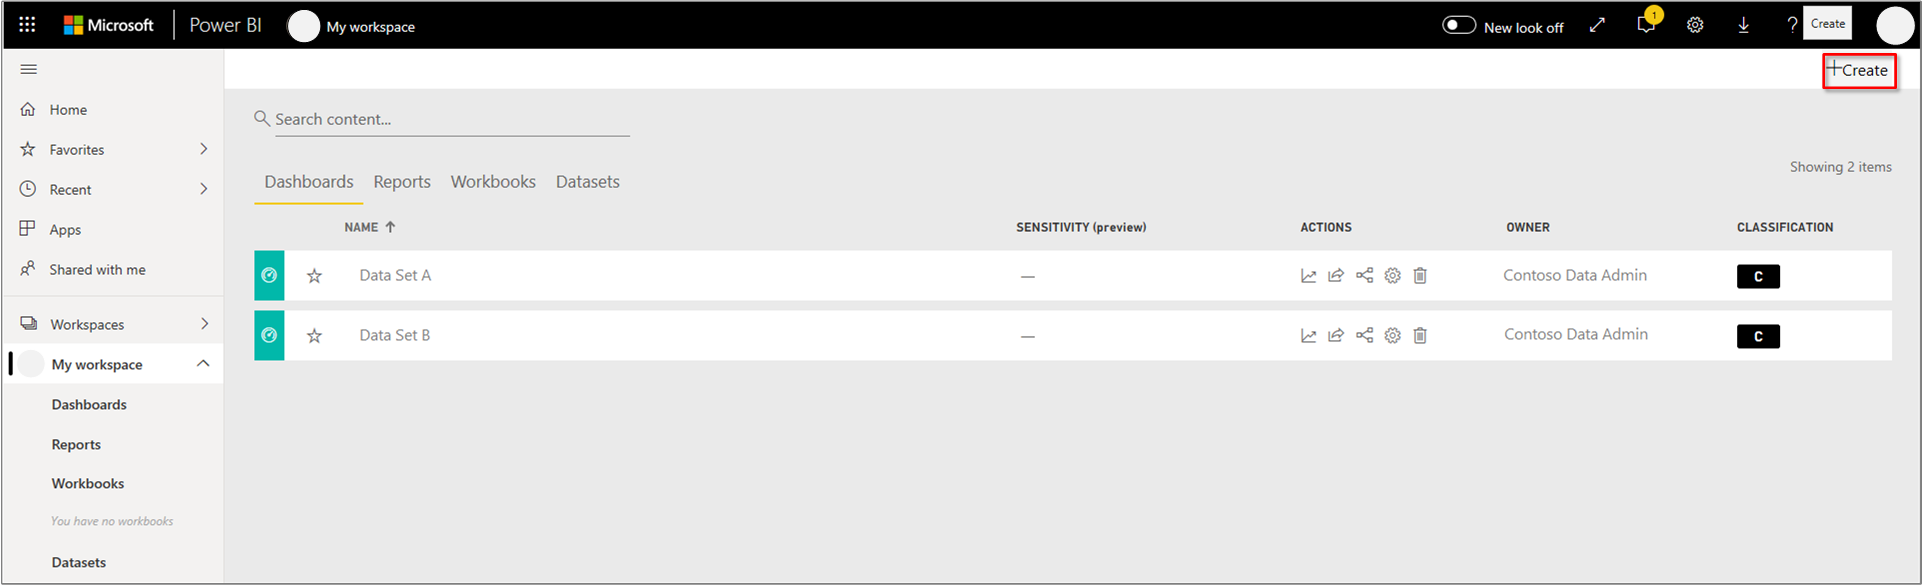 Microsoft Power BI My workspace New look off 1 ? Create
+Create
Home
Favorites
Recent
Apps
Shared with me
Workspaces
My workspace
Dashboards
Reports
Workbooks
You have no workbooks
Datasets
Search content...
Showing 2 items
Dashboards Reports Workbooks Datasets
NAME SENSITIVITY (preview) ACTIONS OWNER CLASSIFICATION
Data Set A — Contoso Data Admin C
Data Set B — Contoso Data Admin C